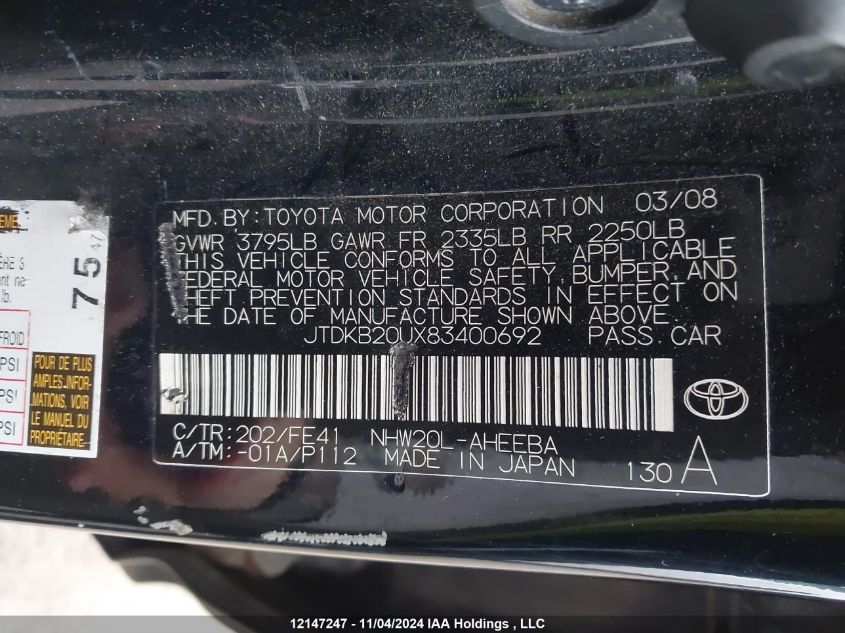 MFD. BY: TOYOTA MOTOR CORPORATION 03/08
GVWR 3795LB GAWR FR 2335LB RR 2250LB
THIS VEHICLE CONFORMS TO ALL APPLICABLE
FEDERAL MOTOR VEHICLE SAFETY, BUMPER, AND
THEFT PREVENTION STANDARDS IN EFFECT ON
THE DATE OF MANUFACTURE SHOWN ABOVE.
JTDKB20UX83400692 PASS. CAR
C/TR: 202/FE41 NHW20L-AHEEBA
A/TM: -01A/P112 MADE IN JAPAN 130 A
75
47
lb.
FROID
PSI
PSI
PSI
POUR DE PLUS
AMPLES INFOR-
MATIONS, VOIR
LE MANUEL DU
PROPRIÉTAIRE.
12147247 - 11/04/2024 IAA Holdings , LLC